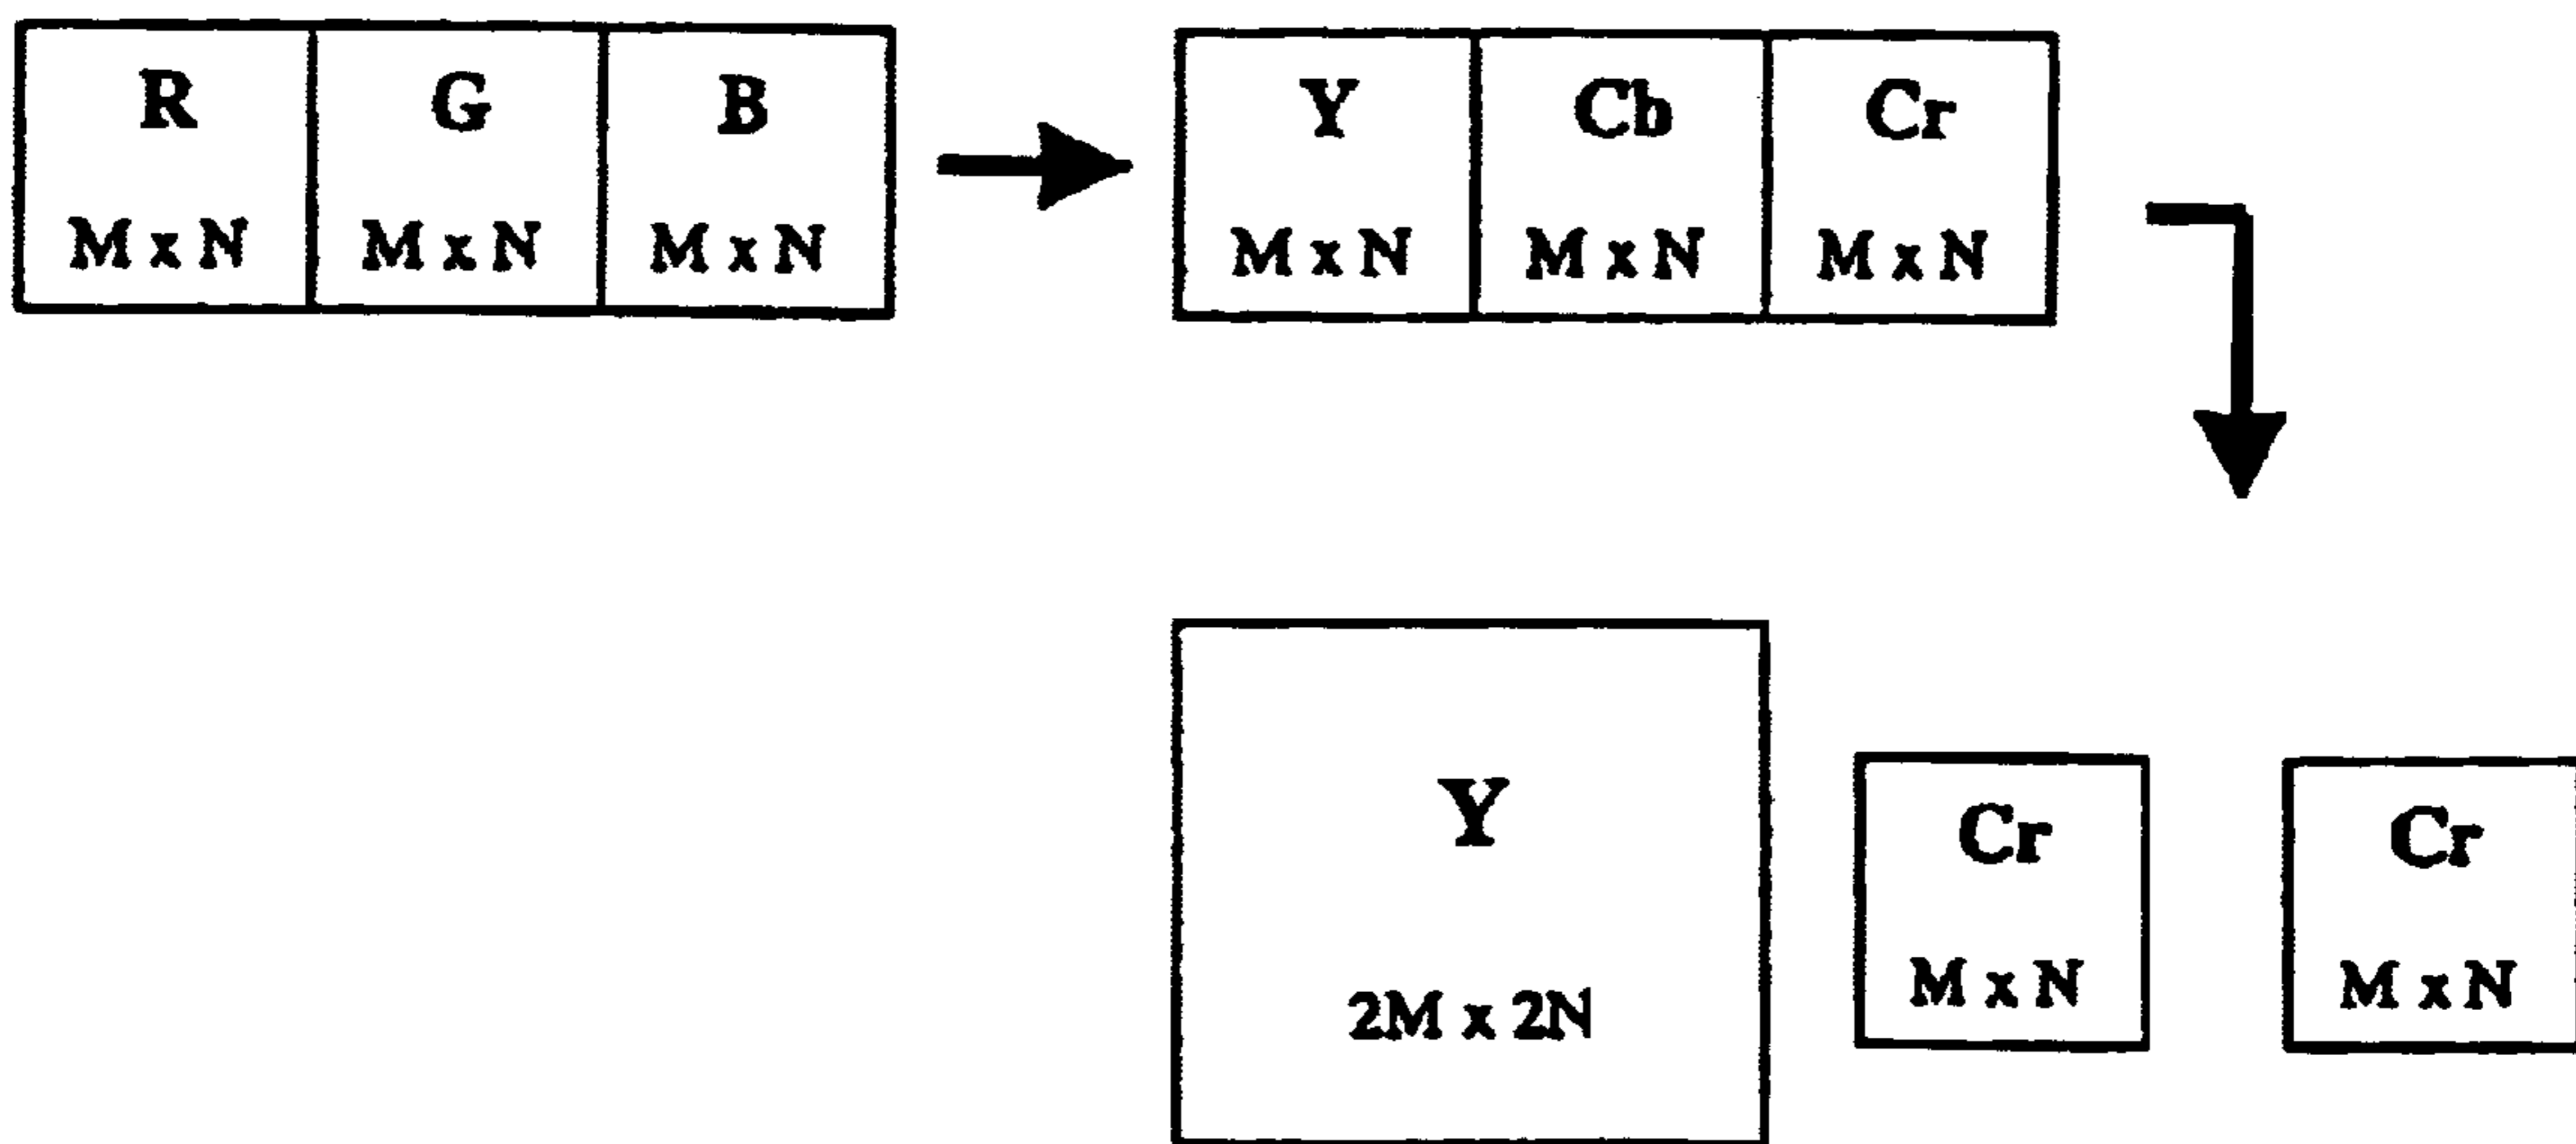 R G B
M x N M x N M x N
Y Cb Cr
M x N M x N M x N
Y
2M x 2N
Cr
M x N
Cr
M x N